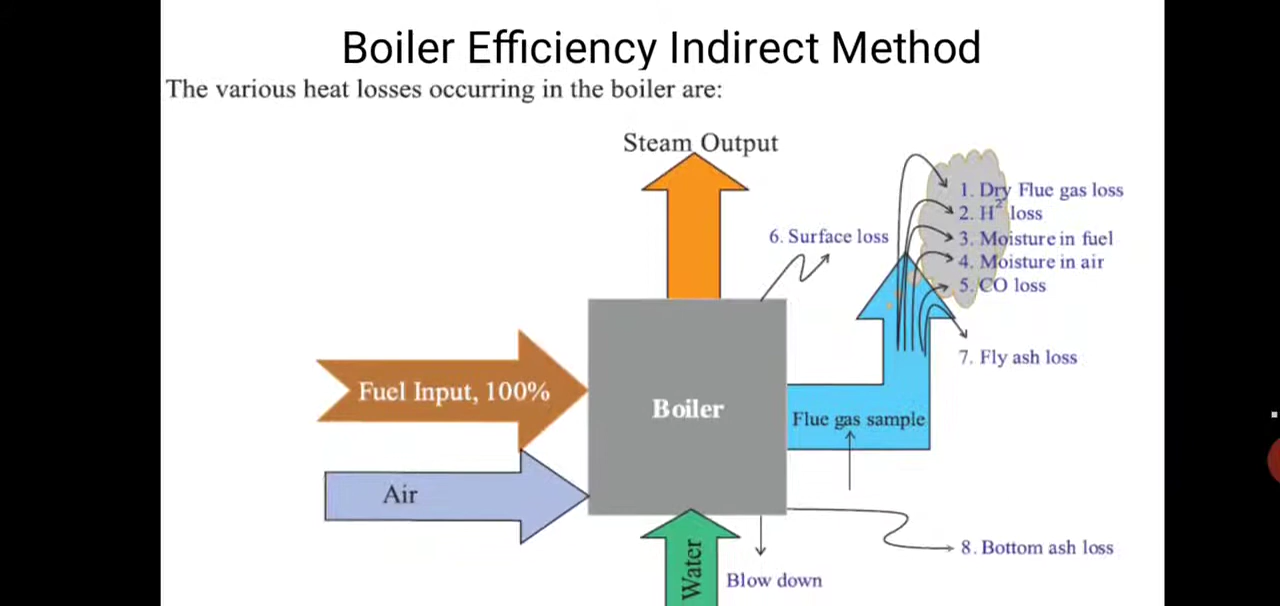 Boiler Efficiency Indirect Method
The various heat losses occurring in the boiler are:
Steam Output
1. Dry Flue gas loss
2. H2 loss
6. Surface loss
3. Moisture in fuel
4. Moisture in air
5. CO loss
7. Fly ash loss
Fuel Input, 100%
Boiler
Flue gas sample
Air
Water
8. Bottom ash loss
Blow down